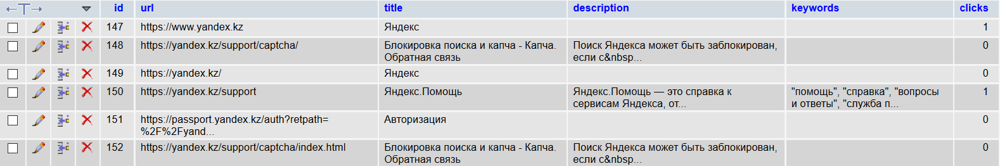 id url title description keywords clicks
147 https://www.yandex.kz Яндекс 1
148 https://yandex.kz/support/captcha/ Блокировка поиска и капча - Капча. Поиск Яндекса может быть заблокирован, 0
Обратная связь если с&nbsp...
149 https://yandex.kz/ Яндекс 0
150 https://yandex.kz/support Яндекс.Помощь Яндекс.Помощь — это справка к "помощь", "справка", "вопросы 1
сервисам Яндекса, от... и ответы", "служба п...
151 https://passport.yandex.kz/auth?retpath= Авторизация 0
%2F%2Fyand...
152 https://yandex.kz/support/captcha/index.html Блокировка поиска и капча - Капча. Поиск Яндекса может быть заблокирован, 0
Обратная связь если с&nbsp...